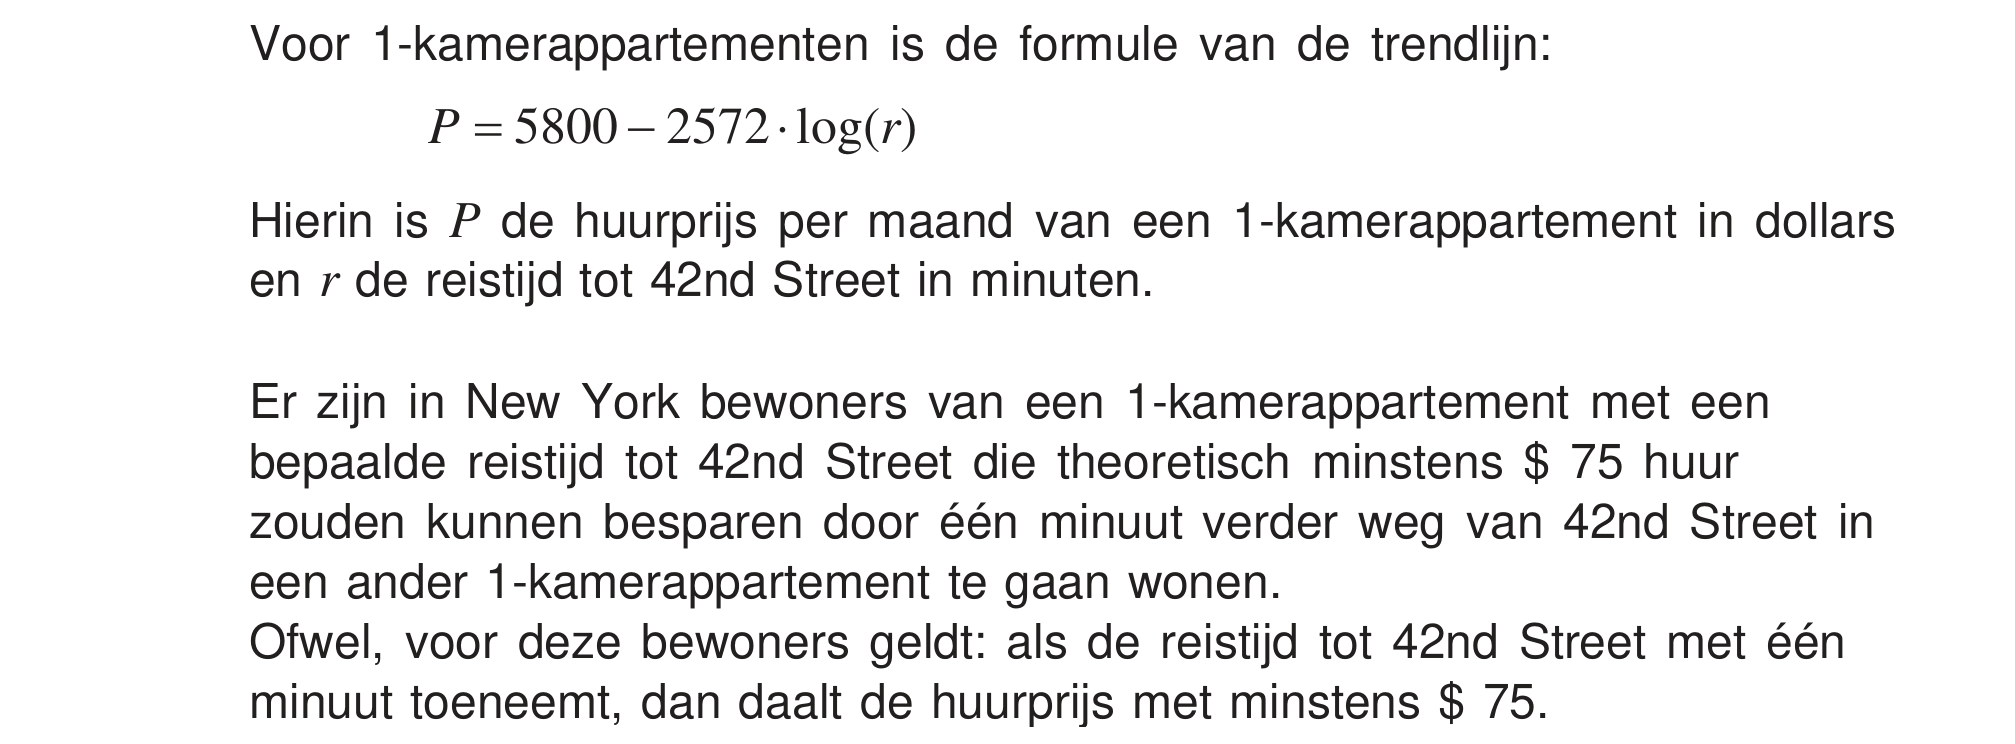 Voor 1-kamerappartementen is de formule van de trendlijn:
P = 5800 – 2572 · log(r)
Hierin is P de huurprijs per maand van een 1-kamerappartement in dollars
en r de reistijd tot 42nd Street in minuten.
Er zijn in New York bewoners van een 1-kamerappartement met een
bepaalde reistijd tot 42nd Street die theoretisch minstens $ 75 huur
zouden kunnen besparen door één minuut verder weg van 42nd Street in
een ander 1-kamerappartement te gaan wonen.
Ofwel, voor deze bewoners geldt: als de reistijd tot 42nd Street met één
minuut toeneemt, dan daalt de huurprijs met minstens $ 75.